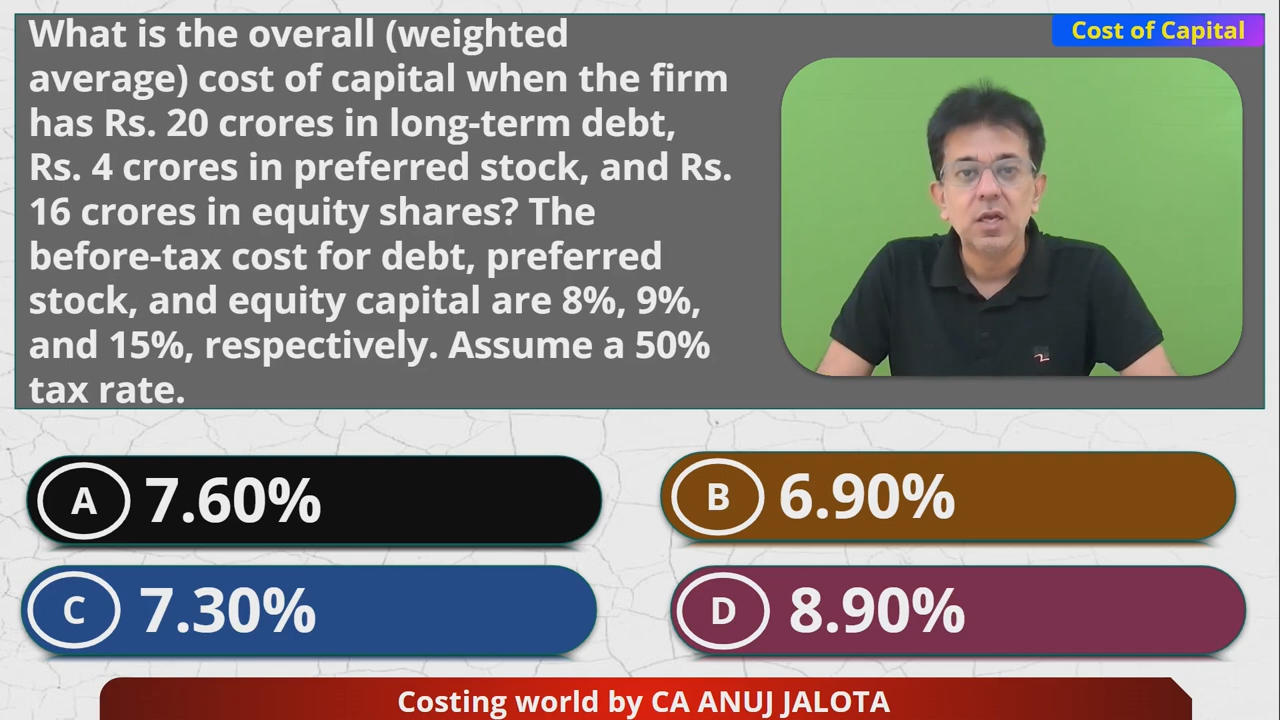 What is the overall (weighted
average) cost of capital when the firm
has Rs. 20 crores in long-term debt,
Rs. 4 crores in preferred stock, and Rs.
16 crores in equity shares? The
before-tax cost for debt, preferred
stock, and equity capital are 8%, 9%,
and 15%, respectively. Assume a 50%
tax rate.
Cost of Capital
A 7.60%
B 6.90%
C 7.30%
D 8.90%
Costing world by CA ANUJ JALOTA